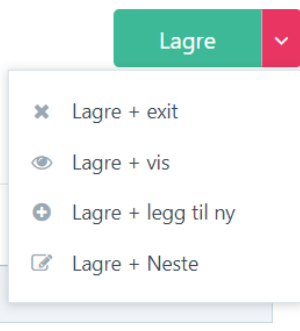 Lagre
Lagre + exit
Lagre + vis
Lagre + legg til ny
Lagre + Neste